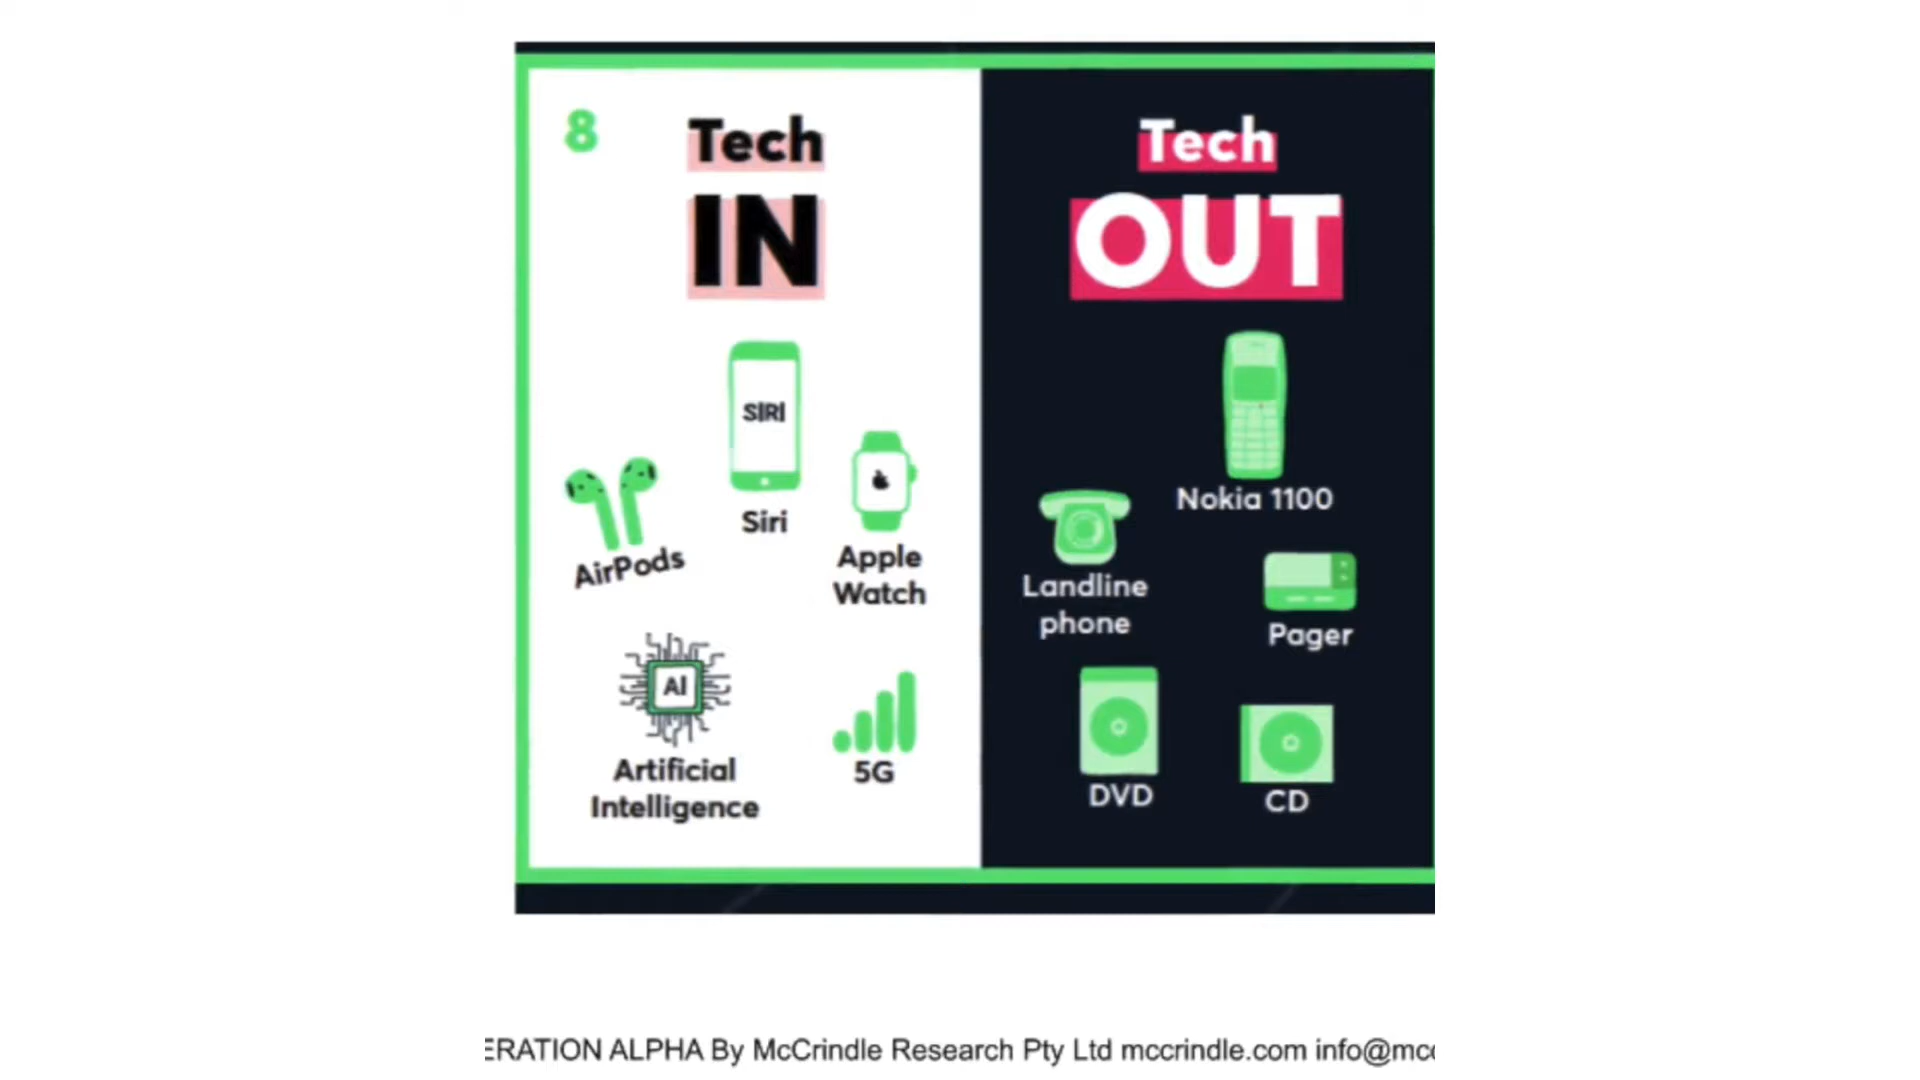 8
Tech
IN
SIRI
Siri
AirPods
Apple
Watch
AI
Artificial
Intelligence
5G
Tech
OUT
Nokia 1100
Landline
phone
Pager
DVD
CD
ERATION ALPHA By McCrindle Research Pty Ltd mccrindle.com info@mcc